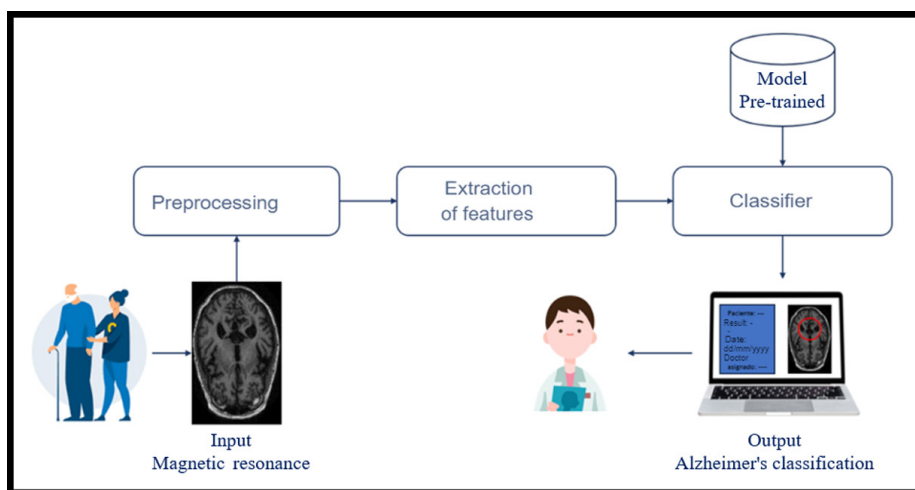 Model
Pre-trained
Preprocessing
Extraction
of features
Classifier
Paciente: ---
Result: -
-
Date:
dd/mm/yyyy
Doctor
asignado: ----
Input
Magnetic resonance
Output
Alzheimer's classification